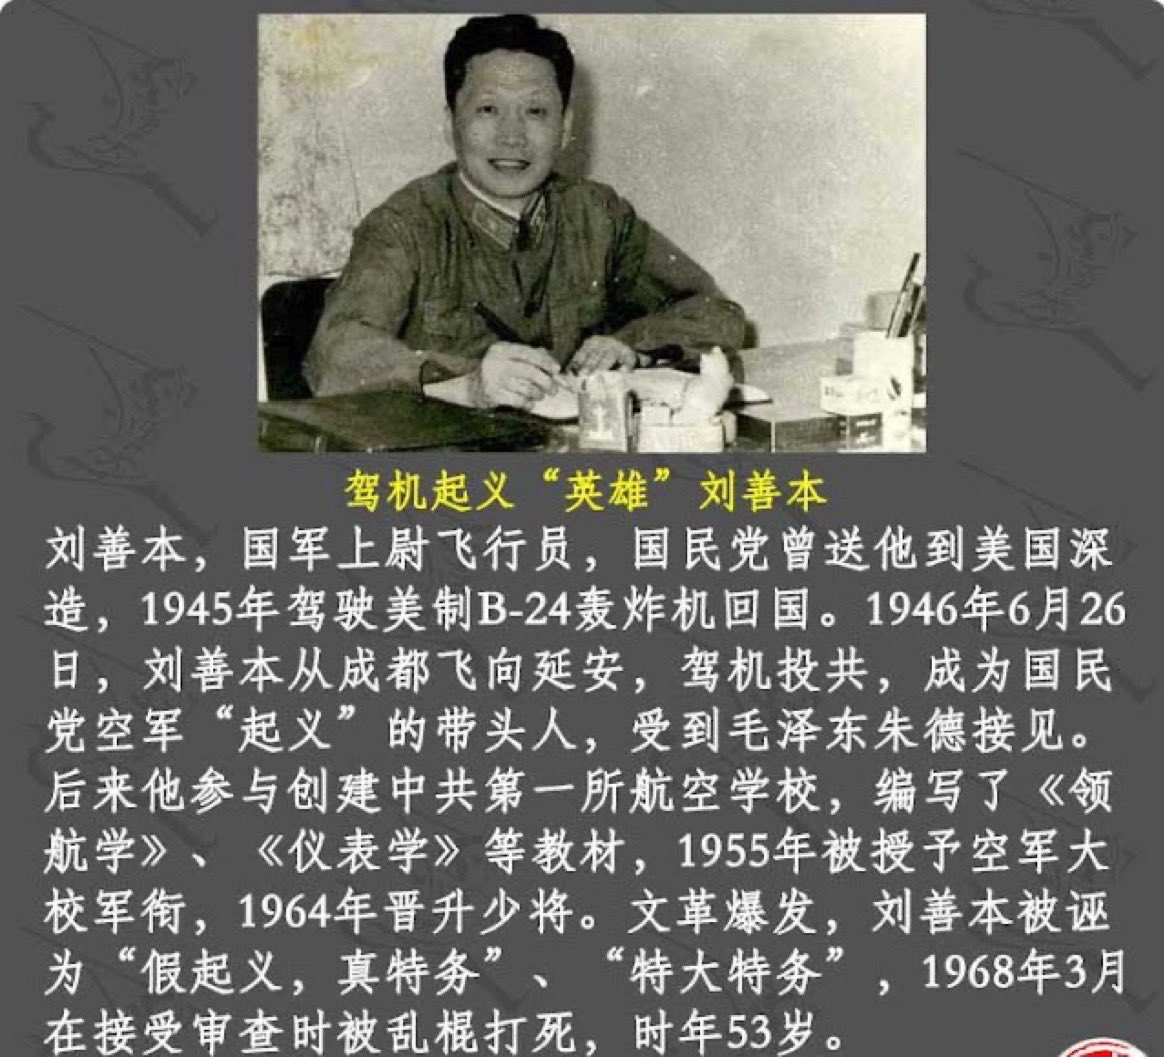 驾机起义“英雄”刘善本
刘善本，国军上尉飞行员，国民党曾送他到美国深
造，1945年驾驶美制B-24轰炸机回国。1946年6月26
日，刘善本从成都飞向延安，驾机投共，成为国民
党空军“起义”的带头人，受到毛泽东朱德接见。
后来他参与创建中共第一所航空学校，编写了《领
航学》、《仪表学》等教材，1955年被授予空军大
校军衔，1964年晋升少将。文革爆发，刘善本被诬
为“假起义，真特务”、“特大特务”，1968年3月
在接受审查时被乱棍打死，时年53岁。